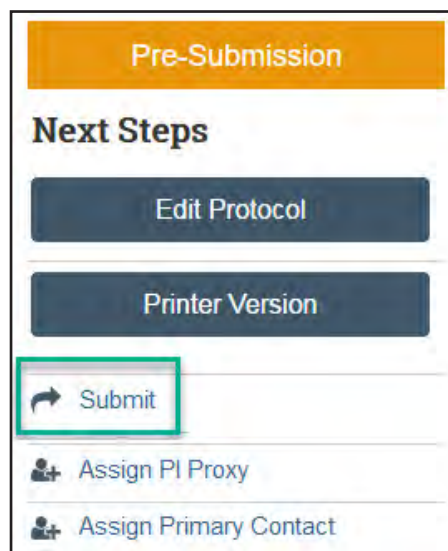 Pre-Submission
Next Steps
Edit Protocol
Printer Version
Submit
Assign PI Proxy
Assign Primary Contact